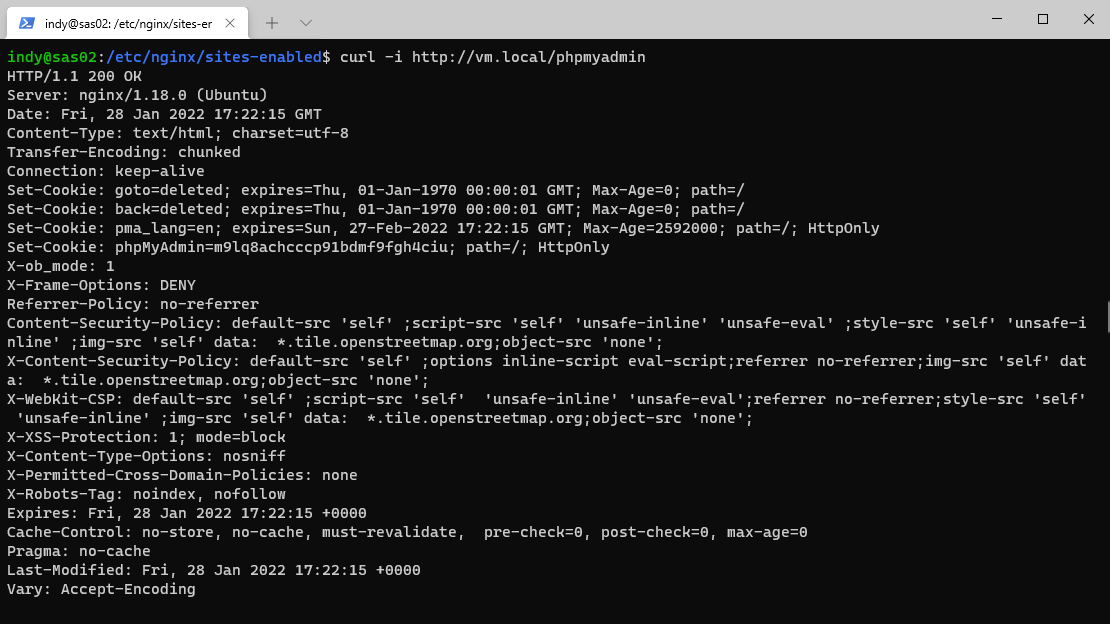 indy@sas02: /etc/nginx/sites-er
indy@sas02:/etc/nginx/sites-enabled$ curl -i http://vm.local/phpmyadmin
HTTP/1.1 200 OK
Server: nginx/1.18.0 (Ubuntu)
Date: Fri, 28 Jan 2022 17:22:15 GMT
Content-Type: text/html; charset=utf-8
Transfer-Encoding: chunked
Connection: keep-alive
Set-Cookie: goto=deleted; expires=Thu, 01-Jan-1970 00:00:01 GMT; Max-Age=0; path=/
Set-Cookie: back=deleted; expires=Thu, 01-Jan-1970 00:00:01 GMT; Max-Age=0; path=/
Set-Cookie: pma_lang=en; expires=Sun, 27-Feb-2022 17:22:15 GMT; Max-Age=2592000; path=/; HttpOnly
Set-Cookie: phpMyAdmin=m9lq8achcccp91bdmf9fgh4ciu; path=/; HttpOnly
X-ob_mode: 1
X-Frame-Options: DENY
Referrer-Policy: no-referrer
Content-Security-Policy: default-src 'self' ;script-src 'self' 'unsafe-inline' 'unsafe-eval' ;style-src 'self' 'unsafe-i
nline' ;img-src 'self' data:  *.tile.openstreetmap.org;object-src 'none';
X-Content-Security-Policy: default-src 'self' ;options inline-script eval-script;referrer no-referrer;img-src 'self' dat
a:  *.tile.openstreetmap.org;object-src 'none';
X-WebKit-CSP: default-src 'self' ;script-src 'self'  'unsafe-inline' 'unsafe-eval';referrer no-referrer;style-src 'self'
 'unsafe-inline' ;img-src 'self' data:  *.tile.openstreetmap.org;object-src 'none';
X-XSS-Protection: 1; mode=block
X-Content-Type-Options: nosniff
X-Permitted-Cross-Domain-Policies: none
X-Robots-Tag: noindex, nofollow
Expires: Fri, 28 Jan 2022 17:22:15 +0000
Cache-Control: no-store, no-cache, must-revalidate,  pre-check=0, post-check=0, max-age=0
Pragma: no-cache
Last-Modified: Fri, 28 Jan 2022 17:22:15 +0000
Vary: Accept-Encoding